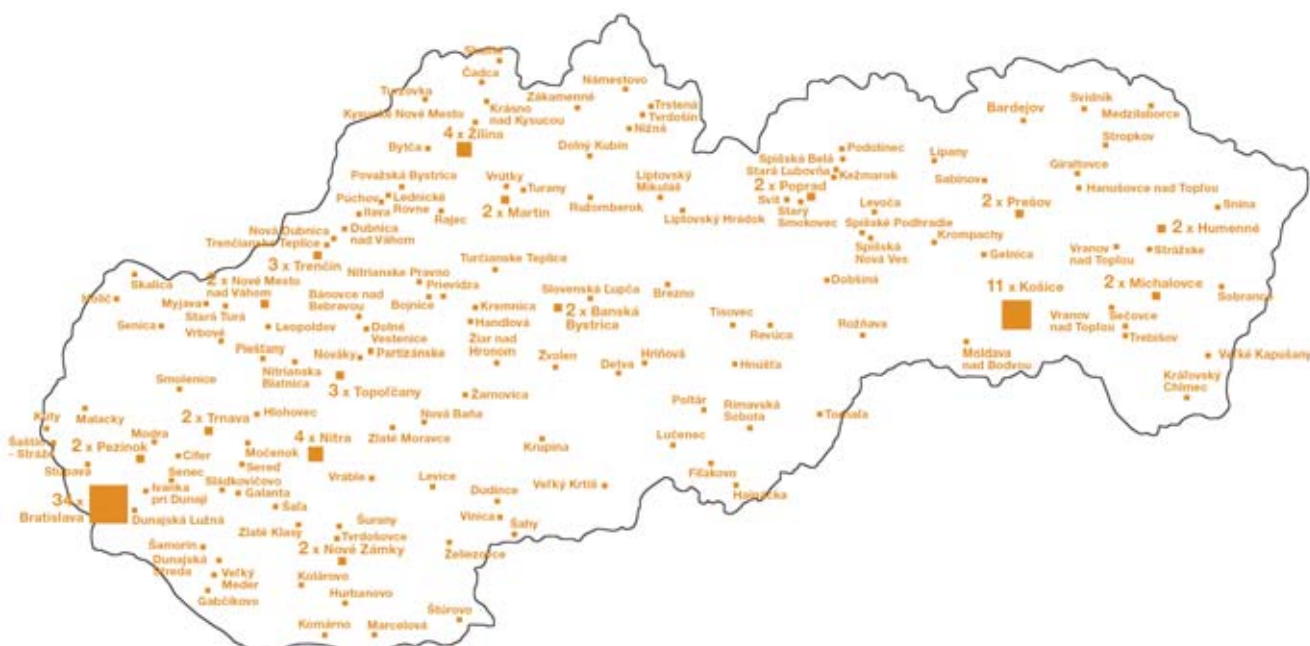 Čadca
Námestovo
Turzovka
Zákamenné
Krásno
nad Kysucou
Kysucké Nové Mesto
Trstená
Tvrdošín
Nižná
4 x Žilina
Bytča
Dolný Kubín
Bardejov
Svidník
Medzilaborce
Stropkov
Podolínec
Spišská Belá
Stará Ľubovňa
Kežmarok
2 x Poprad
Svit
Starý
Smokovec
Lipany
Sabinov
Giraltovce
Hanušovce nad Topľou
Považská Bystrica
Vrútky
Turany
Liptovský
Mikuláš
Púchov
Lednické
Rovne
Ilava
Rajec
2 x Martin
Ružomberok
Liptovský Hrádok
Levoča
2 x Prešov
Snina
Nová Dubnica
Dubnica
nad Váhom
Trenčianske Teplice
Spišské Podhradie
Spišská
Nová Ves
Krompachy
Gelnica
Vranov
nad Topľou
2 x Humenné
Strážske
3 x Trenčín
Turčianske Teplice
Dobšiná
Skalica
Holíč
2 x Nové Mesto
nad Váhom
Nitrianske Pravno
Prievidza
Bojnice
Bánovce nad
Bebravou
Slovenská Ľupča
Brezno
11 x Košice
2 x Michalovce
Sobrance
Myjava
Stará Turá
Kremnica
2 x Banská
Bystrica
Senica
Vrbové
Leopoldov
Dolné
Vestenice
Handlová
Tisovec
Revúca
Rožňava
Vranov
nad Topľou
Sečovce
Trebišov
Piešťany
Nitrianska
Blatnica
Nováky
Partizánske
Žiar nad
Hronom
Zvolen
Detva
Hriňová
Hnúšťa
Moldava
nad Bodvou
Veľké Kapušany
Kráľovský
Chlmec
Smolenice
3 x Topoľčany
Žarnovica
Poltár
Rimavská
Sobota
Kúty
Malacky
2 x Trnava
Hlohovec
Nová Baňa
Zlaté Moravce
Šaštín
- Stráže
Modra
2 x Pezinok
Cífer
Močenok
4 x Nitra
Krupina
Lučenec
Stupava
Senec
Sereď
Fiľakovo
Hajnáčka
34 x
Bratislava
Ivanka
pri Dunaji
Sládkovičovo
Galanta
Vráble
Levice
Dudince
Veľký Krtíš
Dunajská Lužná
Šaľa
Zlaté Klasy
Šurany
Tvrdošovce
Vinica
Šahy
Šamorín
Dunajská
Streda
2 x Nové Zámky
Želiezovce
Veľký
Meder
Gabčíkovo
Kolárovo
Hurbanovo
Štúrovo
Komárno
Marcelová